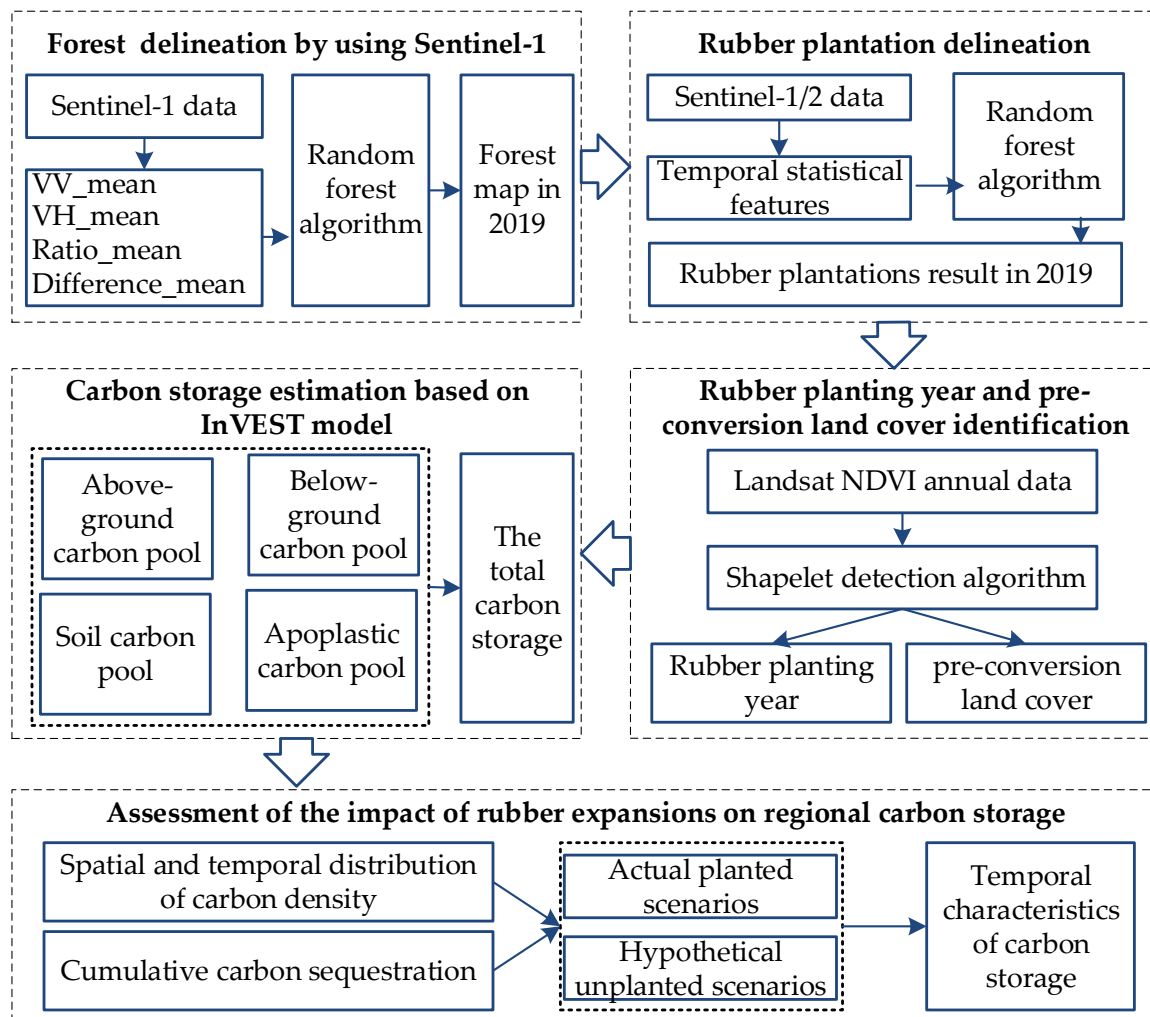 Forest delineation by using Sentinel-1
Sentinel-1 data
VV_mean
VH_mean
Ratio_mean
Difference_mean
Random
forest
algorithm
Forest
map in
2019
Rubber plantation delineation
Sentinel-1/2 data
Temporal statistical
features
Random
forest
algorithm
Rubber plantations result in 2019
Carbon storage estimation based on
InVEST model
Above-
ground
carbon pool
Below-
ground
carbon pool
Soil carbon
pool
Apoplastic
carbon pool
The
total
carbon
storage
Rubber planting year and pre-
conversion land cover identification
Landsat NDVI annual data
Shapelet detection algorithm
Rubber planting
year
pre-conversion
land cover
Assessment of the impact of rubber expansions on regional carbon storage
Spatial and temporal distribution
of carbon density
Cumulative carbon sequestration
Actual planted
scenarios
Hypothetical
unplanted scenarios
Temporal
characteristics
of carbon
storage